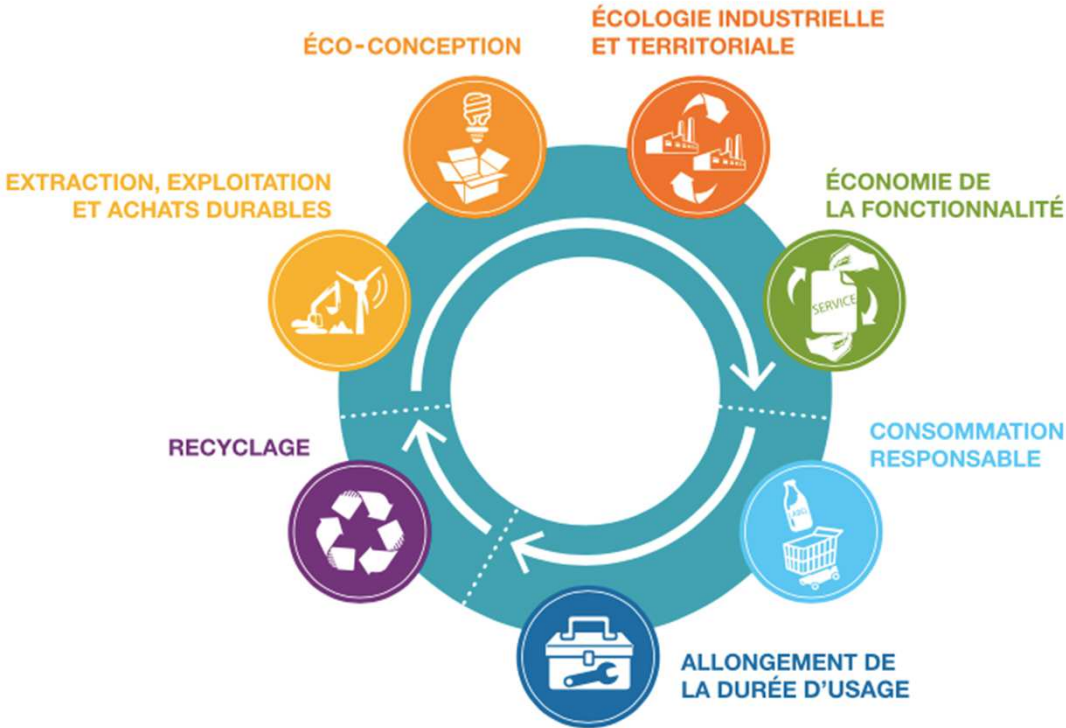 ÉCOLOGIE INDUSTRIELLE
ET TERRITORIALE
ÉCO-CONCEPTION
EXTRACTION, EXPLOITATION
ET ACHATS DURABLES
ÉCONOMIE DE
LA FONCTIONNALITÉ
SERVICE
RECYCLAGE
CONSOMMATION
RESPONSABLE
ALLONGEMENT DE
LA DURÉE D'USAGE